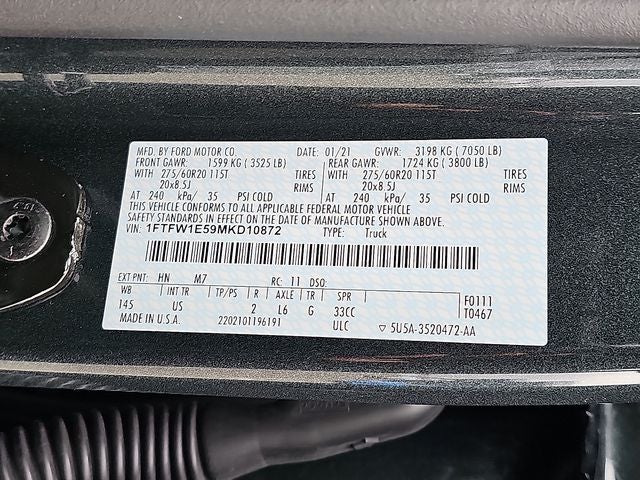 MFD. BY FORD MOTOR CO. DATE: 01/21 GVWR: 3198 KG ( 7050 LB)
FRONT GAWR: 1599 KG ( 3525 LB) REAR GAWR: 1724 KG ( 3800 LB)
WITH 275/60R20 115T TIRES WITH 275/60R20 115T TIRES
20x8.5J RIMS 20x8.5J RIMS
AT 240 kPa/ 35 PSI COLD AT 240 kPa/ 35 PSI COLD
THIS VEHICLE CONFORMS TO ALL APPLICABLE FEDERAL MOTOR VEHICLE
SAFETY STANDARDS IN EFFECT ON THE DATE OF MANUFACTURE SHOWN ABOVE.
VIN: 1FTFW1E59MKD10872 TYPE: Truck
EXT PNT: HN M7 RC: 11 DSO:
WB INT TR TP/PS R AXLE TR SPR F0111
145 US 2 L6 G 33CC T0467
MADE IN U.S.A. 2202101196191 ULC 5U5A-3520472-AA